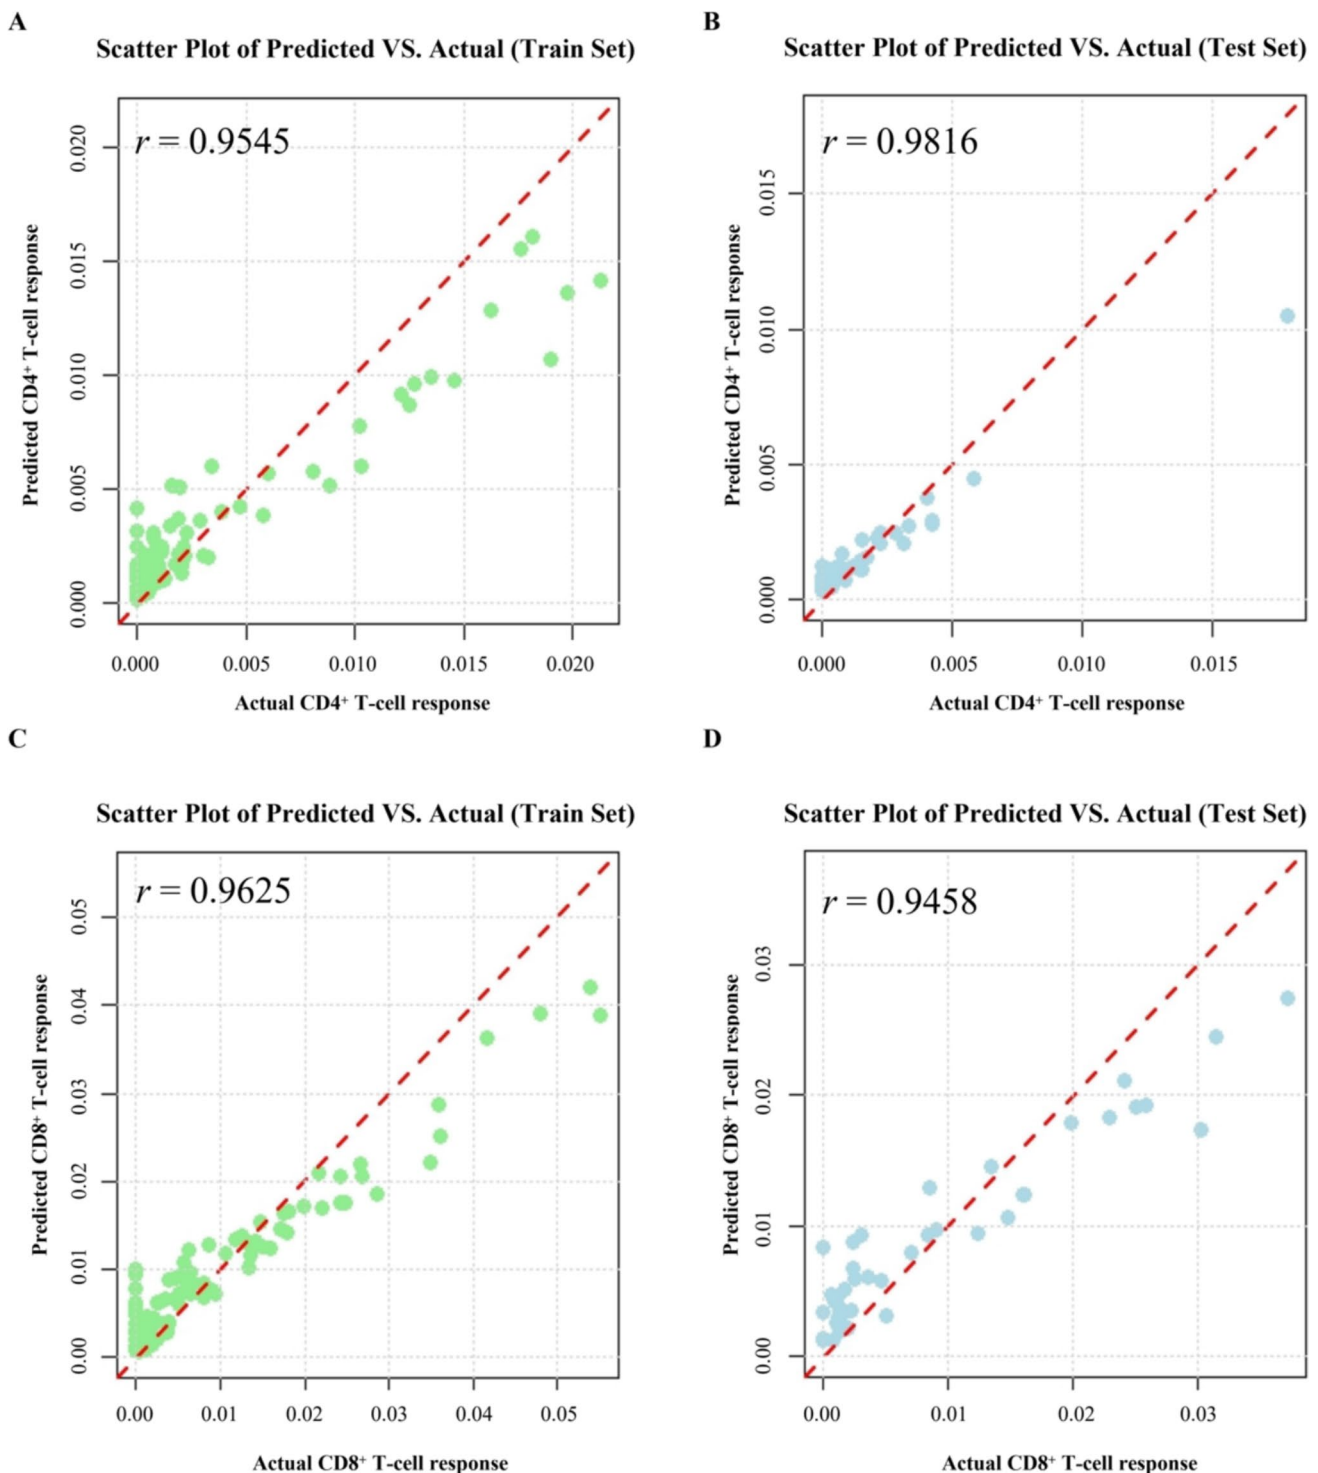 A
Scatter Plot of Predicted VS. Actual (Train Set)
r = 0.9545
Predicted CD4⁺ T-cell response
0.020
0.015
0.010
0.005
0.000
0.000 0.005 0.010 0.015 0.020
Actual CD4⁺ T-cell response
B
Scatter Plot of Predicted VS. Actual (Test Set)
r = 0.9816
Predicted CD4⁺ T-cell response
0.015
0.010
0.005
0.000
0.000 0.005 0.010 0.015
Actual CD4⁺ T-cell response
C
Scatter Plot of Predicted VS. Actual (Train Set)
r = 0.9625
Predicted CD8⁺ T-cell response
0.05
0.04
0.03
0.02
0.01
0.00
0.00 0.01 0.02 0.03 0.04 0.05
Actual CD8⁺ T-cell response
D
Scatter Plot of Predicted VS. Actual (Test Set)
r = 0.9458
Predicted CD8⁺ T-cell response
0.03
0.02
0.01
0.00
0.00 0.01 0.02 0.03
Actual CD8⁺ T-cell response